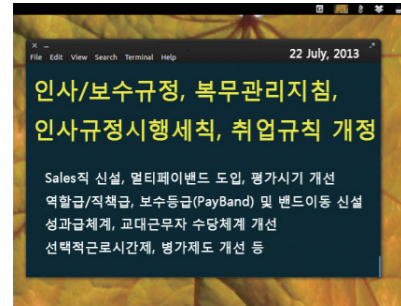 File Edit View Search Terminal Help
22 July, 2013
인사/보수규정, 복무관리지침,
인사규정시행세칙, 취업규칙 개정
Sales직 신설, 멀티페이밴드 도입, 평가시기 개선
역할급/직책급, 보수등급(PayBand) 및 밴드이동 신설
성과급체계, 교대근무자 수당체계 개선
선택적근로시간제, 병가제도 개선 등